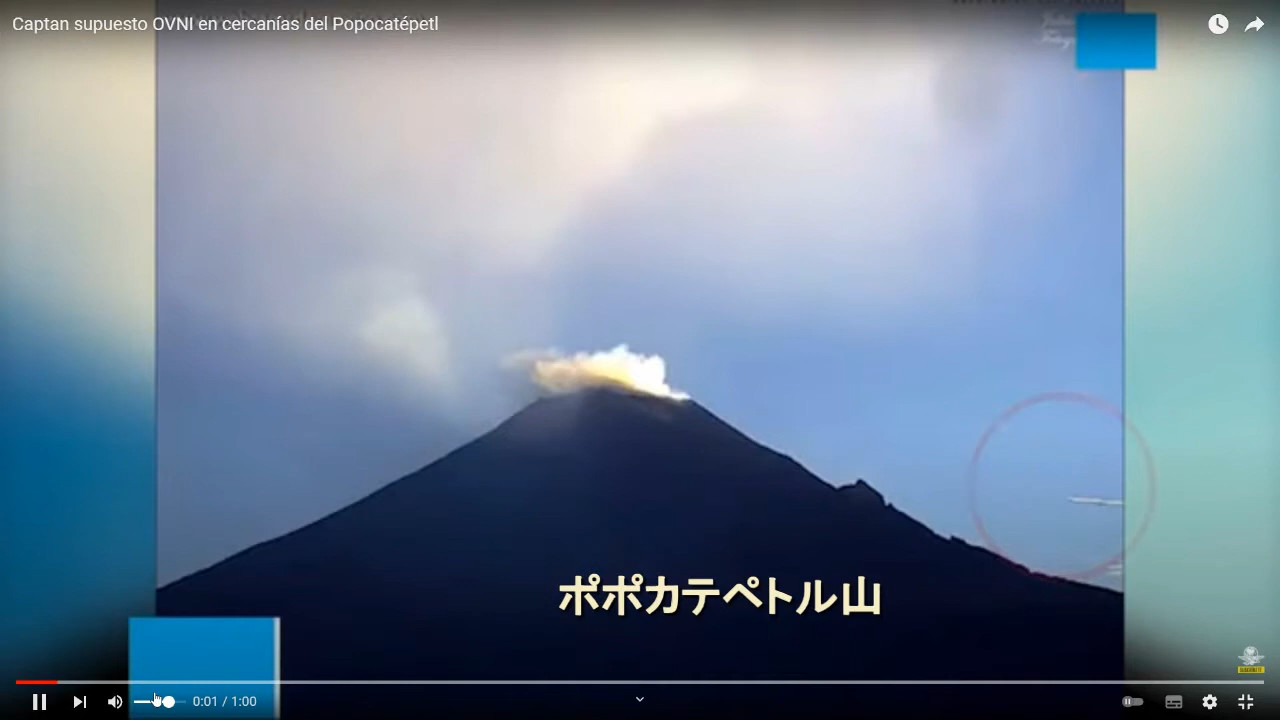 Captan supuesto OVNI en cercanías del Popocatépetl
ポポカテペトル山
0:01 / 1:00